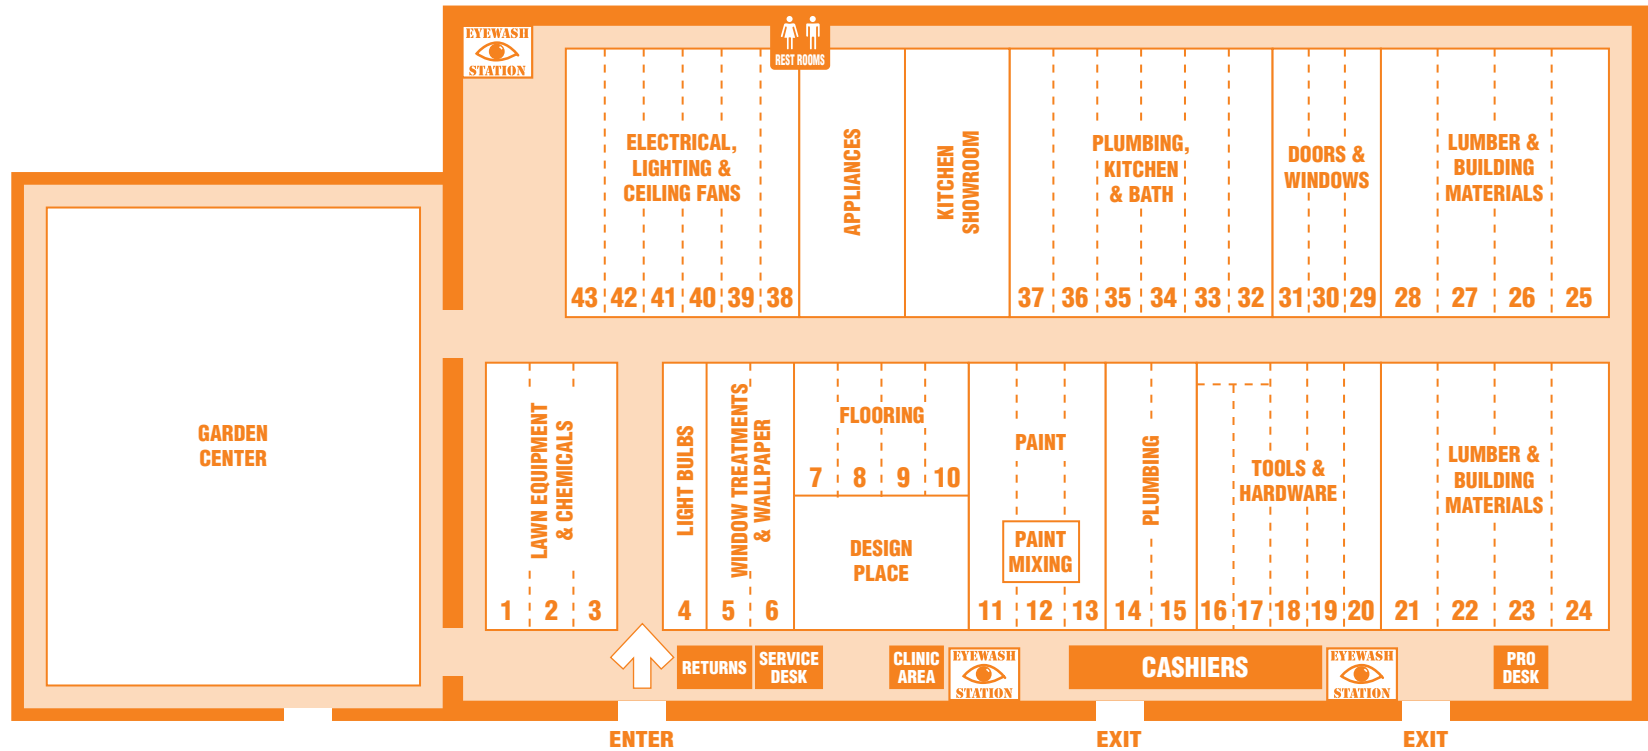 EYEWASH
STATION
REST ROOMS
ELECTRICAL,
LIGHTING &
CEILING FANS
43 42 41 40 39 38
APPLIANCES
KITCHEN
SHOWROOM
PLUMBING,
KITCHEN
& BATH
37 36 35 34 33 32
DOORS &
WINDOWS
31 30 29
LUMBER &
BUILDING
MATERIALS
28 27 26 25
GARDEN
CENTER
LAWN EQUIPMENT
& CHEMICALS
1 2 3
LIGHT BULBS
4
WINDOW TREATMENTS
& WALLPAPER
5 6
FLOORING
7 8 9 10
DESIGN
PLACE
PAINT
PAINT
MIXING
11 12 13
PLUMBING
14 15
TOOLS &
HARDWARE
16 17 18 19 20
LUMBER &
BUILDING
MATERIALS
21 22 23 24
RETURNS
SERVICE
DESK
CLINIC
AREA
EYEWASH
STATION
CASHIERS
EYEWASH
STATION
PRO
DESK
ENTER
EXIT
EXIT